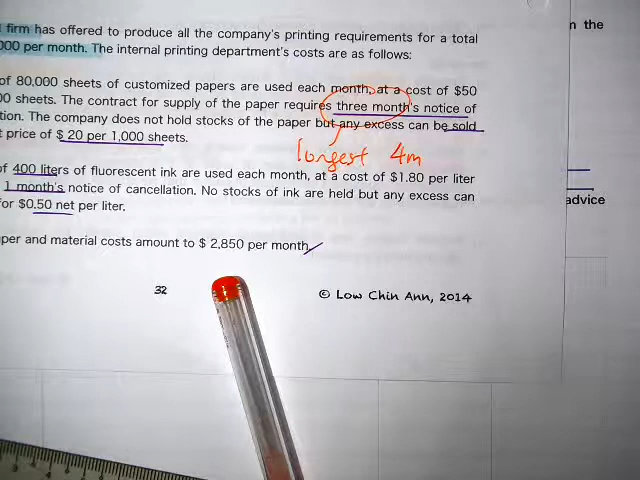 firm has offered to produce all the company's printing requirements for a total
000 per month. The internal printing department's costs are as follows:
of 80,000 sheets of customized papers are used each month, at a cost of $50
00 sheets. The contract for supply of the paper requires three month's notice of
tion. The company does not hold stocks of the paper but any excess can be sold
t price of $ 20 per 1,000 sheets.
longest 4m
of 400 liters of fluorescent ink are used each month, at a cost of $1.80 per liter
1 month's notice of cancellation. No stocks of ink are held but any excess can
for $0.50 net per liter.
per and material costs amount to $ 2,850 per month
32
© Low Chin Ann, 2014
n the
advice